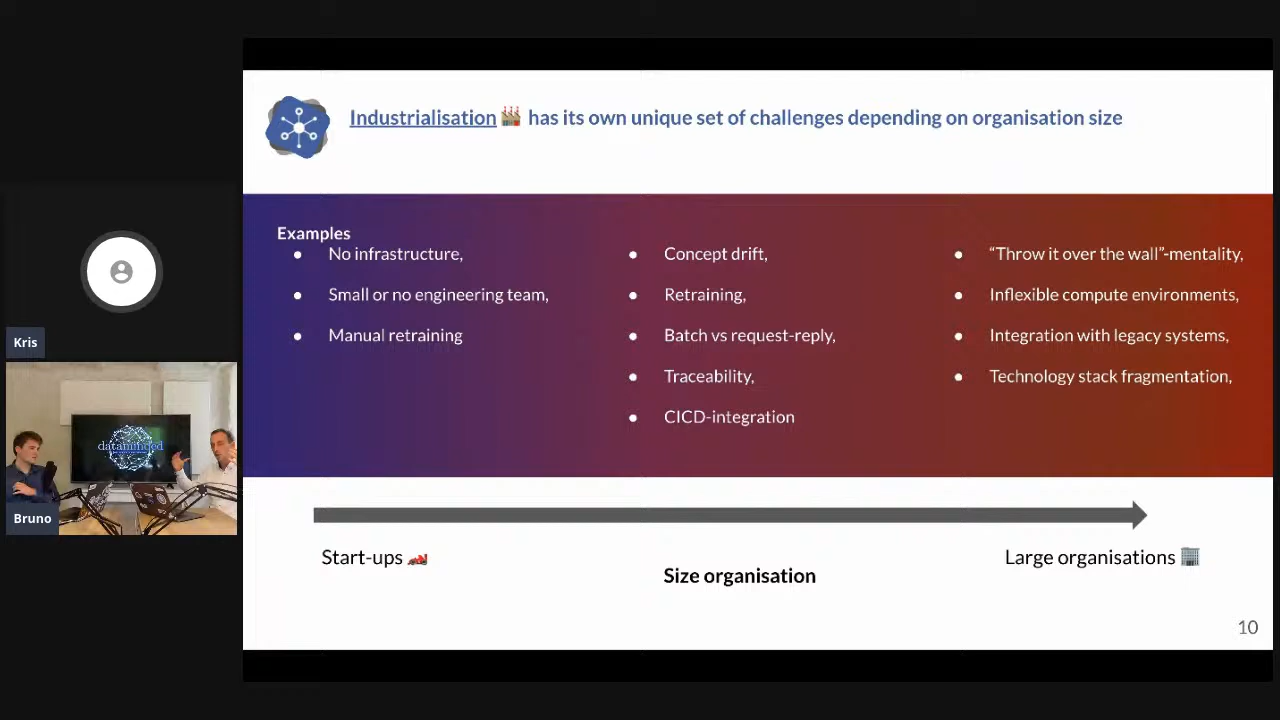 Industrialisation 🏭 has its own unique set of challenges depending on organisation size
Examples
● No infrastructure,
● Small or no engineering team,
● Manual retraining
● Concept drift,
● Retraining,
● Batch vs request-reply,
● Traceability,
● CICD-integration
● “Throw it over the wall”-mentality,
● Inflexible compute environments,
● Integration with legacy systems,
● Technology stack fragmentation,
Start-ups 🏎️
Large organisations 🏢
Size organisation
10
Kris
dataminded
Bruno